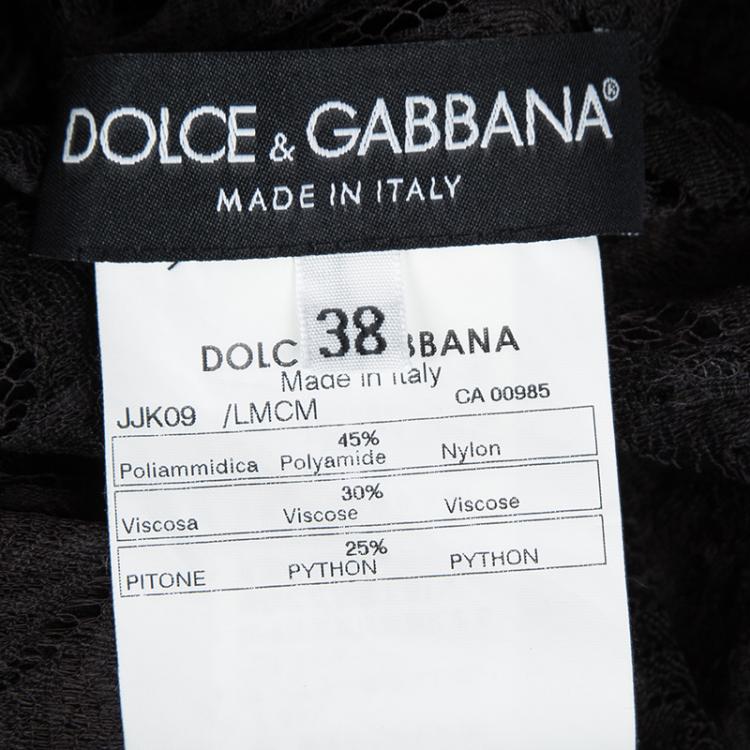 DOLCE & GABBANA®
MADE IN ITALY
38
DOLC BBANA
Made in Italy
JJK09 /LMCM CA 00985
45%
Poliammidica Polyamide Nylon
30%
Viscosa Viscose Viscose
25%
PITONE PYTHON PYTHON